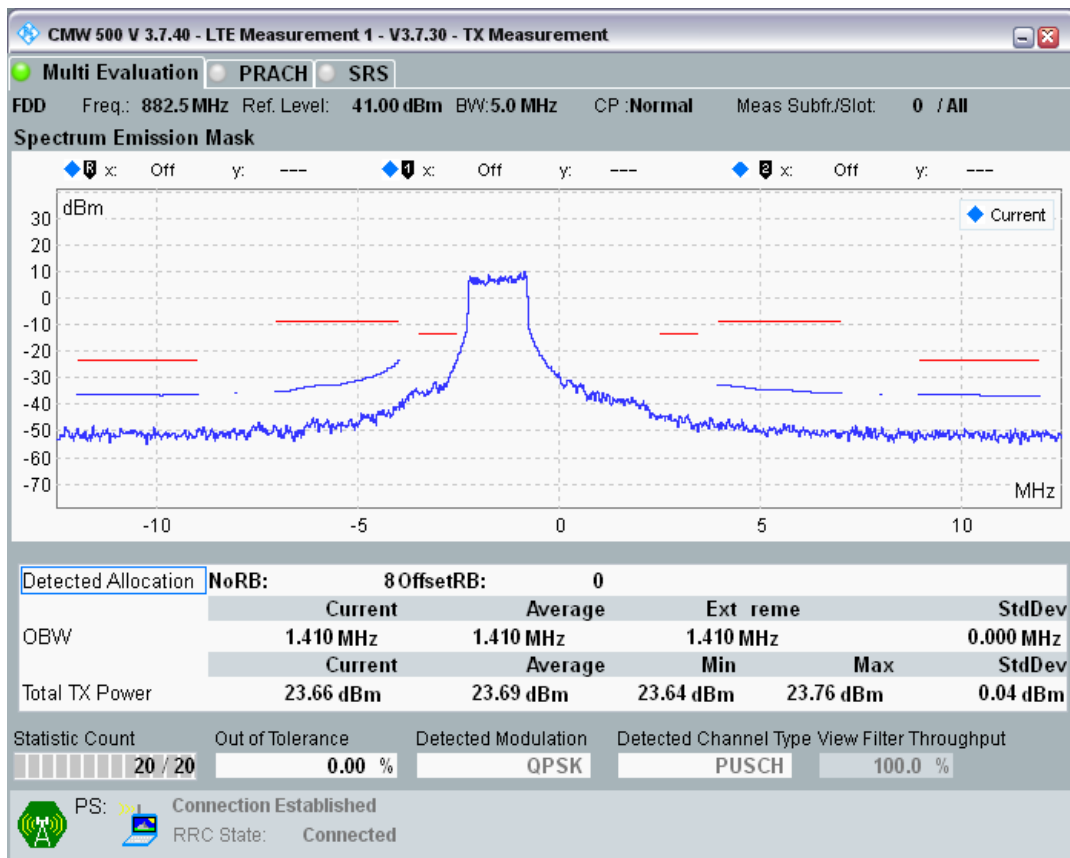 CMW 500 V 3.7.40 - LTE Measurement 1 - V3.7.30 - TX Measurement
Multi Evaluation PRACH SRS
FDD Freq.: 882.5 MHz Ref. Level: 41.00 dBm BW:5.0 MHz CP :Normal Meas Subfr./Slot: 0 / All
Spectrum Emission Mask
R x: Off y: --- 1 x: Off y: --- 2 x: Off y: ---
dBm
Current
30
20
10
0
-10
-20
-30
-40
-50
-60
-70
MHz
-10 -5 0 5 10
Detected Allocation NoRB: 8 OffsetRB: 0
Current Average Ext reme StdDev
OBW 1.410 MHz 1.410 MHz 1.410 MHz 0.000 MHz
Current Average Min Max StdDev
Total TX Power 23.66 dBm 23.69 dBm 23.64 dBm 23.76 dBm 0.04 dBm
Statistic Count Out of Tolerance Detected Modulation Detected Channel Type View Filter Throughput
20 / 20 0.00 % QPSK PUSCH 100.0 %
PS: Connection Established
RRC State: Connected